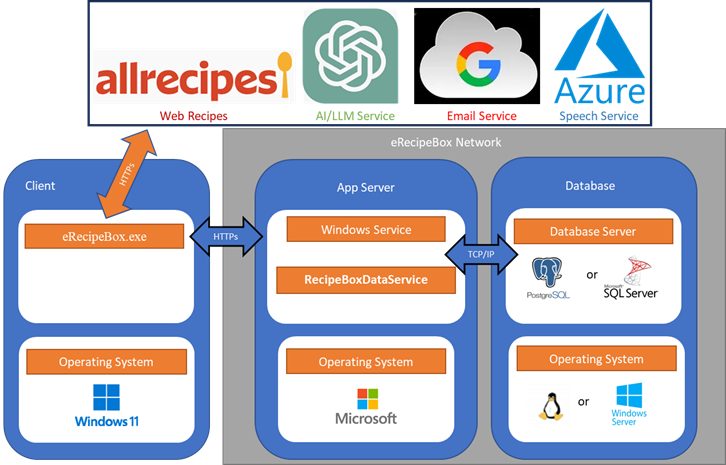 allrecipes
Azure
Web Recipes
AI/LLM Service
Email Service
Speech Service
eRecipeBox Network
HTTPs
Client
eRecipeBox.exe
Operating System
Windows 11
HTTPs
App Server
Windows Service
RecipeBoxDataService
Operating System
Microsoft
TCP/IP
Database
Database Server
PostgreSQL
or
Microsoft
SQL Server
Operating System
or
Windows
Server